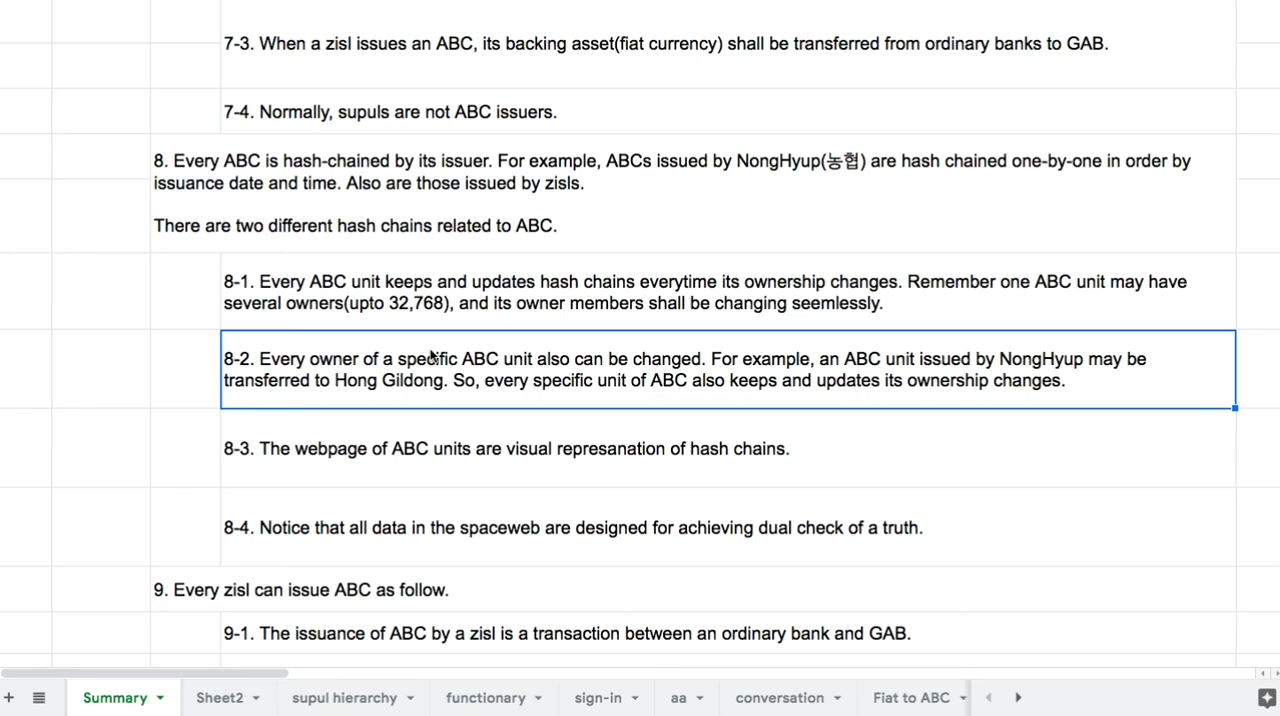 7-3. When a zisl issues an ABC, its backing asset(fiat currency) shall be transferred from ordinary banks to GAB.
7-4. Normally, supuls are not ABC issuers.
8. Every ABC is hash-chained by its issuer. For example, ABCs issued by NongHyup(농협) are hash chained one-by-one in order by
issuance date and time. Also are those issued by zisls.
There are two different hash chains related to ABC.
8-1. Every ABC unit keeps and updates hash chains everytime its ownership changes. Remember one ABC unit may have
several owners(upto 32,768), and its owner members shall be changing seemlessly.
8-2. Every owner of a specific ABC unit also can be changed. For example, an ABC unit issued by NongHyup may be
transferred to Hong Gildong. So, every specific unit of ABC also keeps and updates its ownership changes.
8-3. The webpage of ABC units are visual represanation of hash chains.
8-4. Notice that all data in the spaceweb are designed for achieving dual check of a truth.
9. Every zisl can issue ABC as follow.
9-1. The issuance of ABC by a zisl is a transaction between an ordinary bank and GAB.
+ Summary Sheet2 supul hierarchy functionary sign-in aa conversation Fiat to ABC